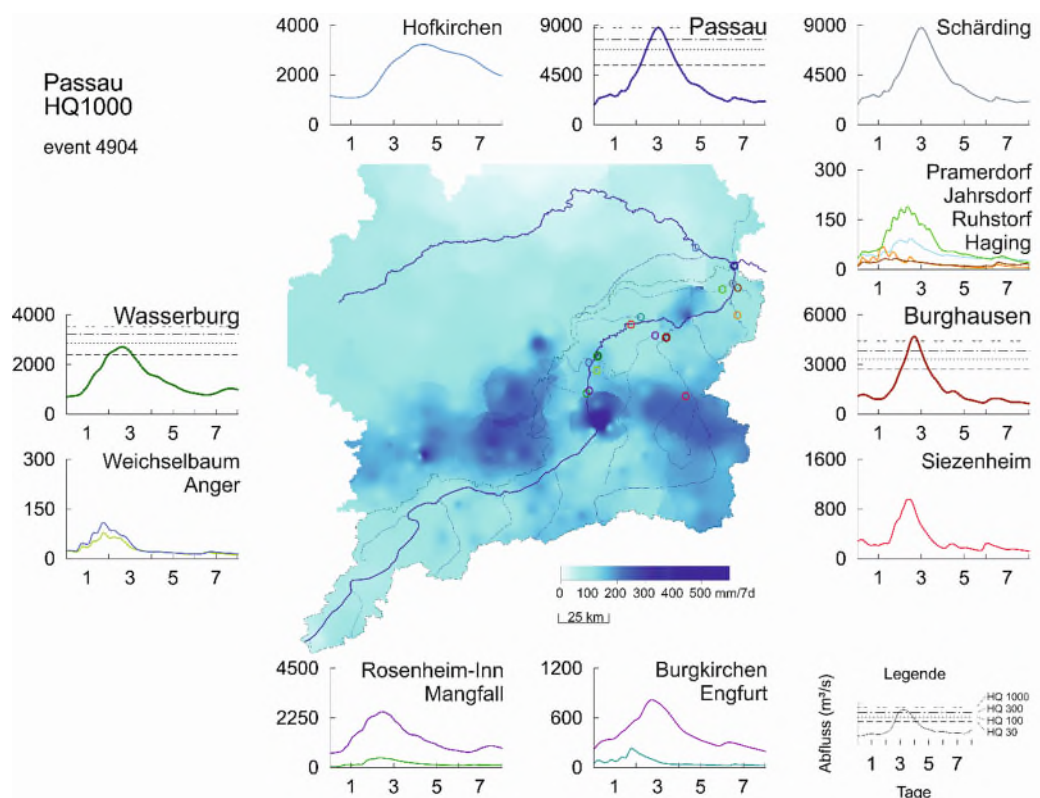 Passau
HQ1000
event 4904
Hofkirchen
4000
2000
0
1 3 5 7
Passau
9000
4500
0
1 3 5 7
Schärding
9000
4500
0
1 3 5 7
Pramerdorf
Jahrsdorf
Ruhstorf
Haging
300
150
0
1 3 5 7
Wasserburg
4000
2000
0
1 3 5 7
Burghausen
6000
3000
0
1 3 5 7
Weichselbaum
Anger
300
150
0
1 3 5 7
Siezenheim
1600
800
0
1 3 5 7
0 100 200 300 400 500 mm/7d
25 km
Rosenheim-Inn
Mangfall
4500
2250
0
1 3 5 7
Burgkirchen
Engfurt
1200
600
0
1 3 5 7
Legende
Abfluss (m³/s)
HQ 1000
HQ 300
HQ 100
HQ 30
1 3 5 7
Tage